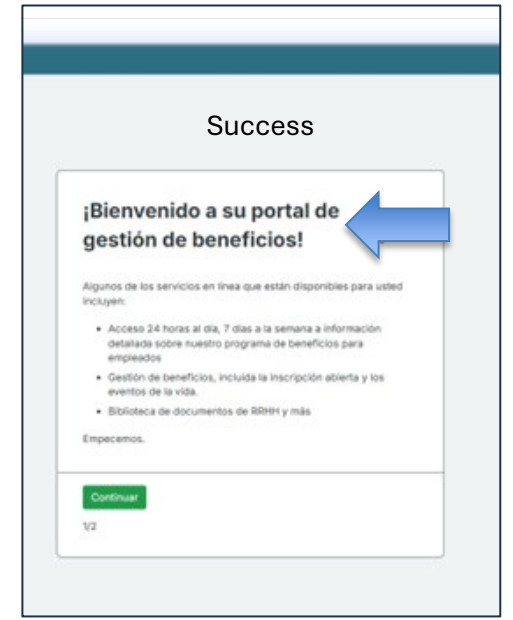 Success
¡Bienvenido a su portal de
gestión de beneficios!
Algunos de los servicios en línea que están disponibles para usted
incluyen:
• Acceso 24 horas al día, 7 días a la semana a información
detallada sobre nuestro programa de beneficios para
empleados
• Gestión de beneficios, incluida la inscripción abierta y los
eventos de la vida.
• Biblioteca de documentos de RRHH y más
Empecemos.
Continuar
1/2